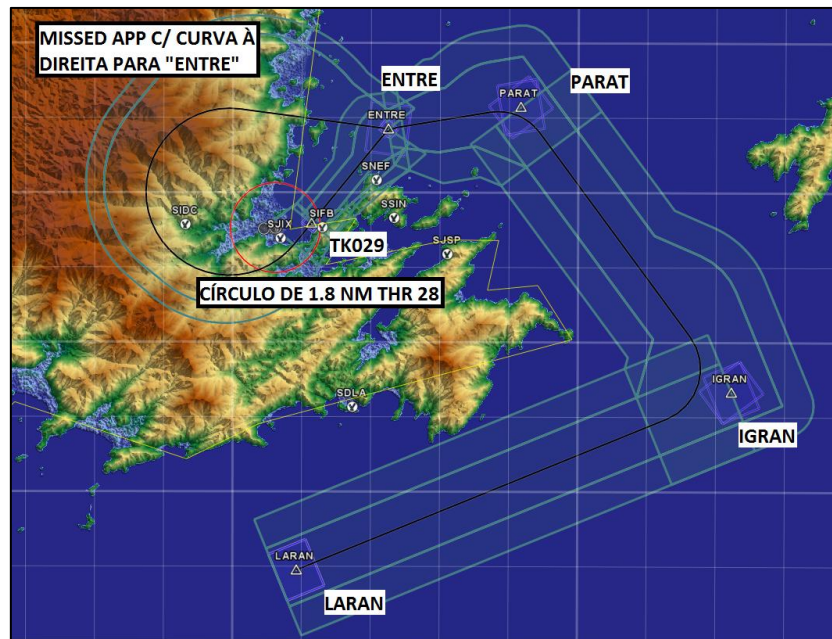 MISSED APP C/ CURVA À
DIREITA PARA "ENTRE"
ENTRE
PARAT
PARAT
ENTRE
SNEF
SIDC
SJIX
SIFB
SSIN
TK029
SJSP
CÍRCULO DE 1.8 NM THR 28
SDLA
IGRAN
IGRAN
LARAN
LARAN